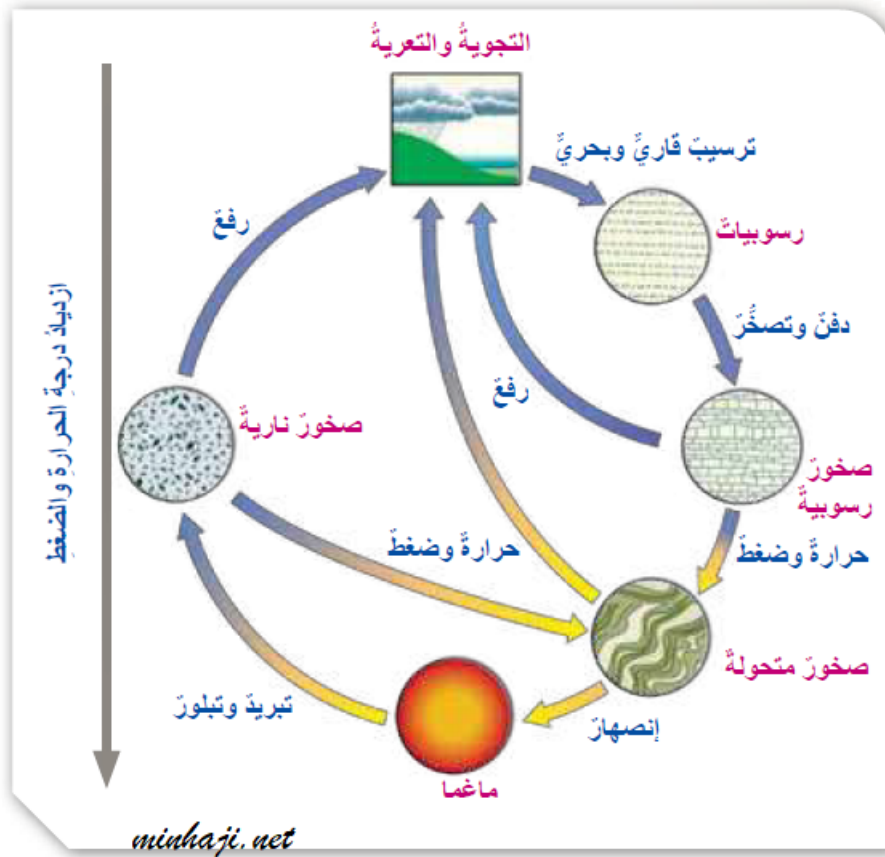 التجويةُ والتعريةُ
ترسيبٌ قاريٌّ وبحريٌّ
رسوبياتٌ
دفنٌ وتصخُّرٌ
صخورٌ
رسوبيةٌ
حرارةٌ وضغطٌ
صخورٌ متحولةٌ
إنصهارٌ
ماغما
تبريدٌ وتبلورٌ
صخورٌ ناريةٌ
رفعٌ
رفعٌ
حرارةٌ وضغطٌ
ازديادُ درجةِ الحرارةِ والضغطِ
minhaji.net